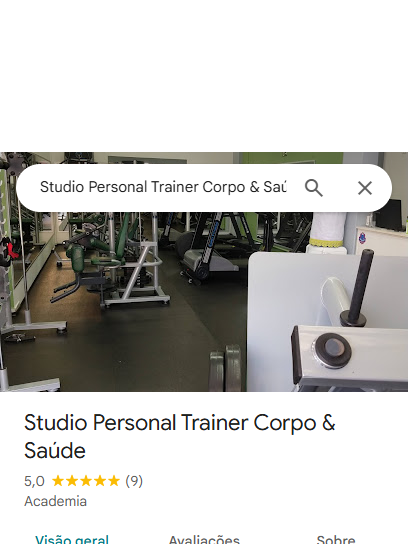 Studio Personal Trainer Corpo & Saú
Studio Personal Trainer Corpo &
Saúde
5,0 ★★★★★ (9)
Academia
Visão geral Avaliações Sobre